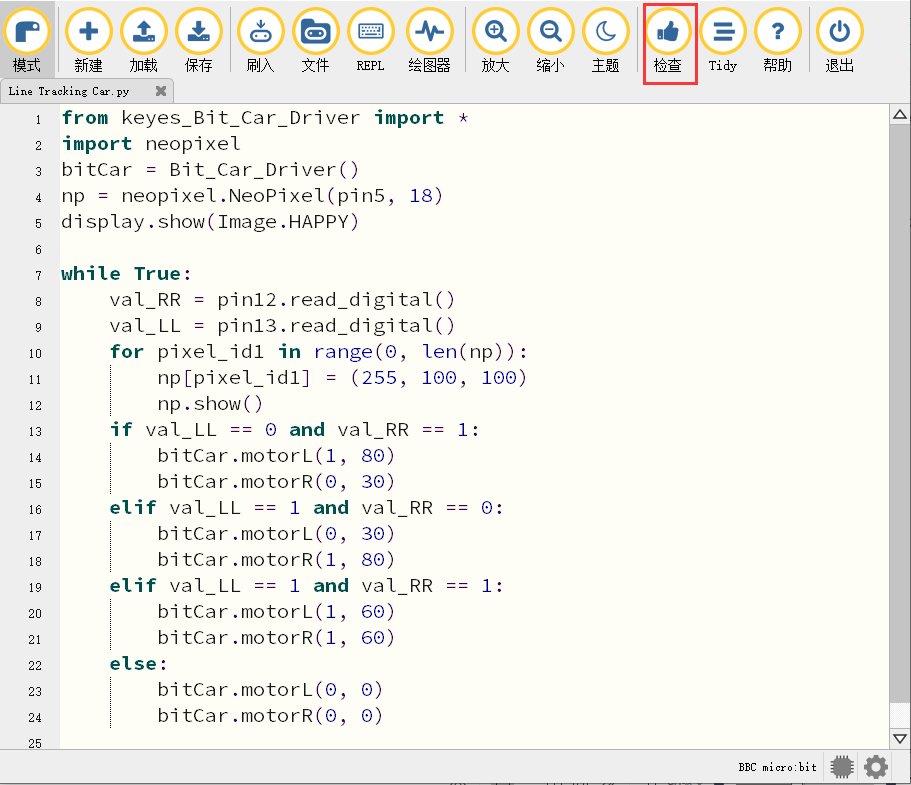 模式 新建 加载 保存 刷入 文件 REPL 绘图器 放大 缩小 主题 检查 Tidy 帮助 退出
Line Tracking Car.py
1 from keyes_Bit_Car_Driver import *
2 import neopixel
3 bitCar = Bit_Car_Driver()
4 np = neopixel.NeoPixel(pin5, 18)
5 display.show(Image.HAPPY)
6
7 while True:
8     val_RR = pin12.read_digital()
9     val_LL = pin13.read_digital()
10     for pixel_id1 in range(0, len(np)):
11         np[pixel_id1] = (255, 100, 100)
12         np.show()
13     if val_LL == 0 and val_RR == 1:
14         bitCar.motorL(1, 80)
15         bitCar.motorR(0, 30)
16     elif val_LL == 1 and val_RR == 0:
17         bitCar.motorL(0, 30)
18         bitCar.motorR(1, 80)
19     elif val_LL == 1 and val_RR == 1:
20         bitCar.motorL(1, 60)
21         bitCar.motorR(1, 60)
22     else:
23         bitCar.motorL(0, 0)
24         bitCar.motorR(0, 0)
25
BBC micro:bit